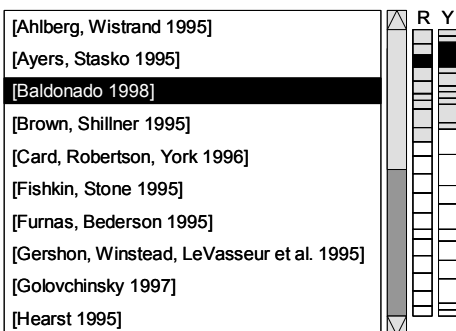 R Y
[Ahlberg, Wistrand 1995]
[Ayers, Stasko 1995]
[Baldonado 1998]
[Brown, Shillner 1995]
[Card, Robertson, York 1996]
[Fishkin, Stone 1995]
[Furnas, Bederson 1995]
[Gershon, Winstead, LeVasseur et al. 1995]
[Golovchinsky 1997]
[Hearst 1995]